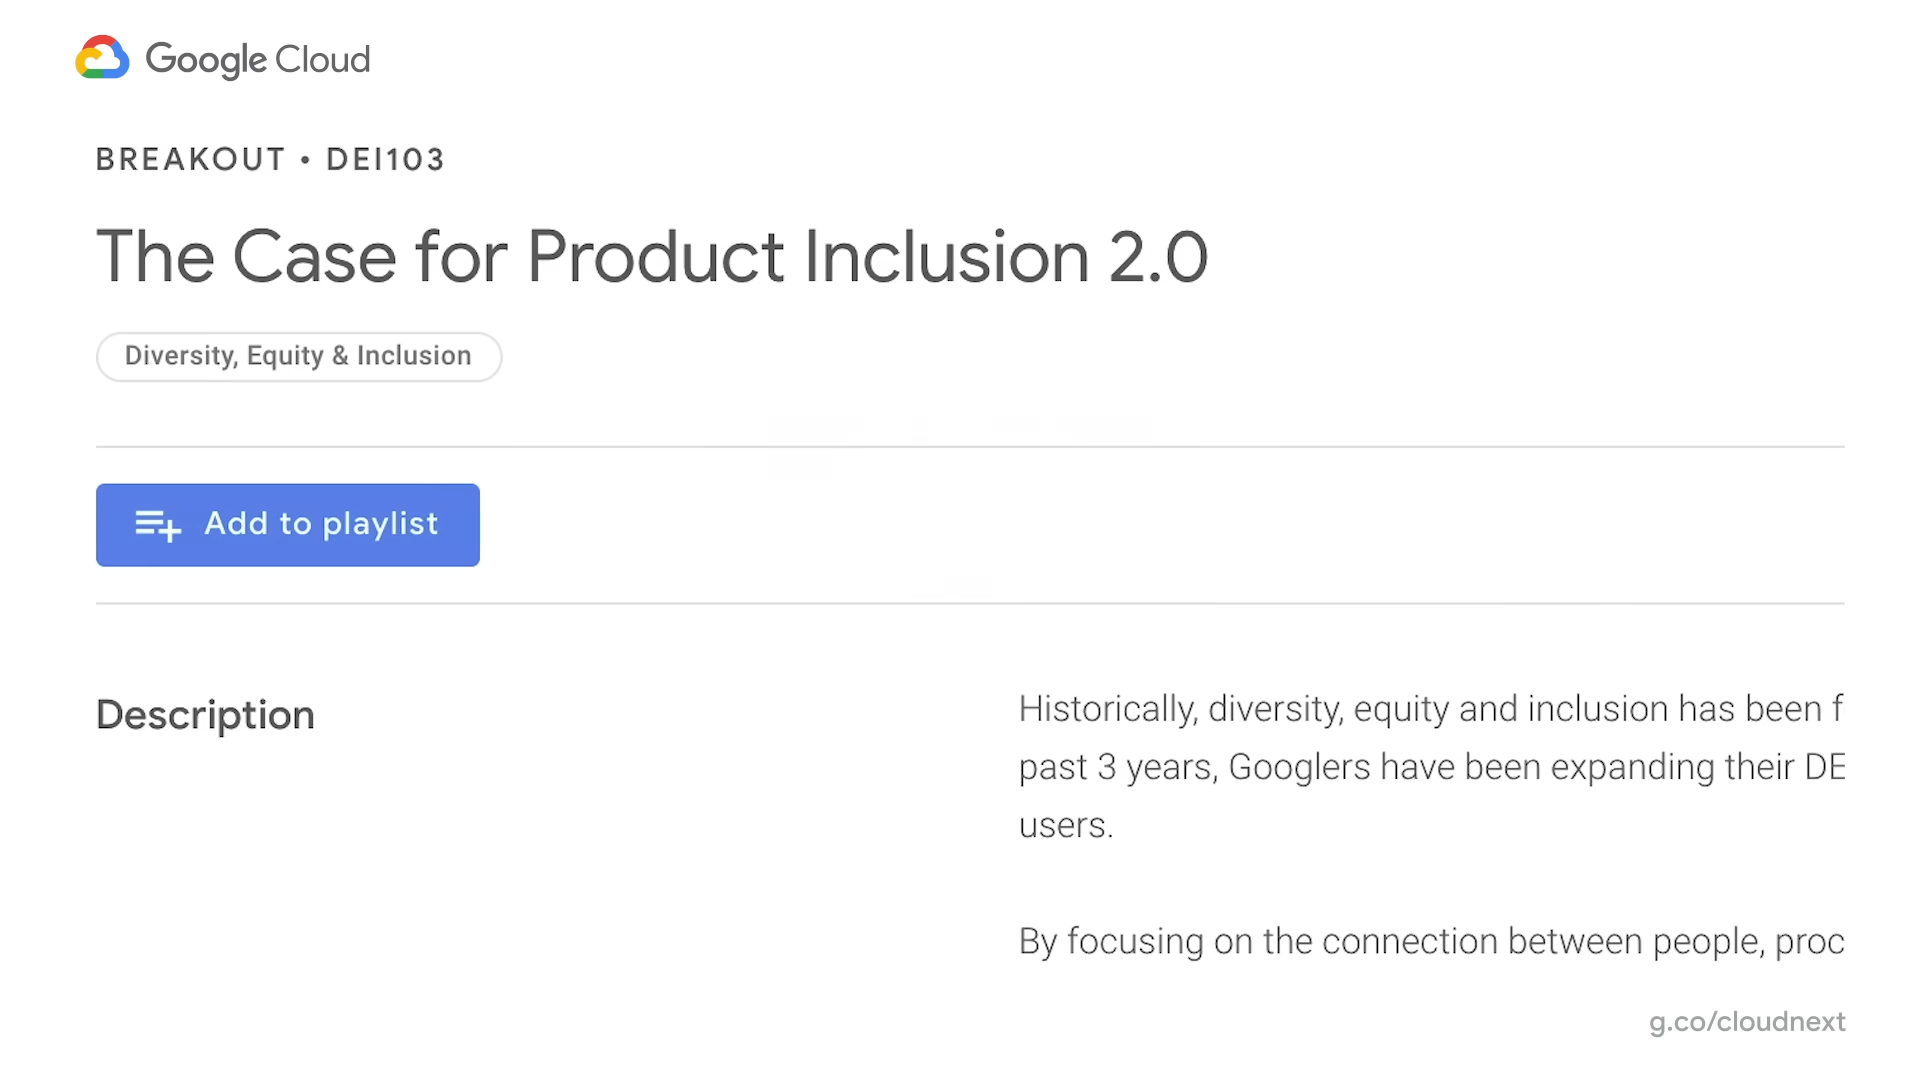 Google Cloud
BREAKOUT • DEI103
The Case for Product Inclusion 2.0
Diversity, Equity & Inclusion
Add to playlist
Description
Historically, diversity, equity and inclusion has been f
past 3 years, Googlers have been expanding their DE
users.
By focusing on the connection between people, proc
g.co/cloudnext